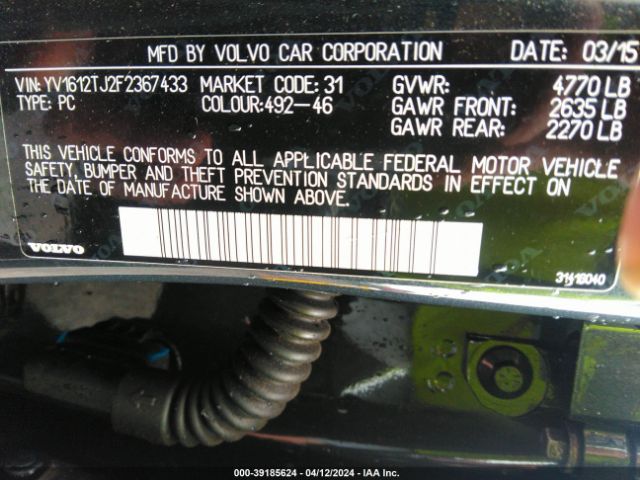 MFD BY VOLVO CAR CORPORATION DATE: 03/15
VIN: YV1612TJ2F2367433 MARKET CODE: 31 GVWR: 4770 LB
TYPE: PC COLOUR:492-46 GAWR FRONT: 2635 LB
GAWR REAR: 2270 LB
THIS VEHICLE CONFORMS TO ALL APPLICABLE FEDERAL MOTOR VEHICLE
SAFETY, BUMPER AND THEFT PREVENTION STANDARDS IN EFFECT ON
THE DATE OF MANUFACTURE SHOWN ABOVE.
VOLVO
000-39185624 - 04/12/2024 - IAA Inc.